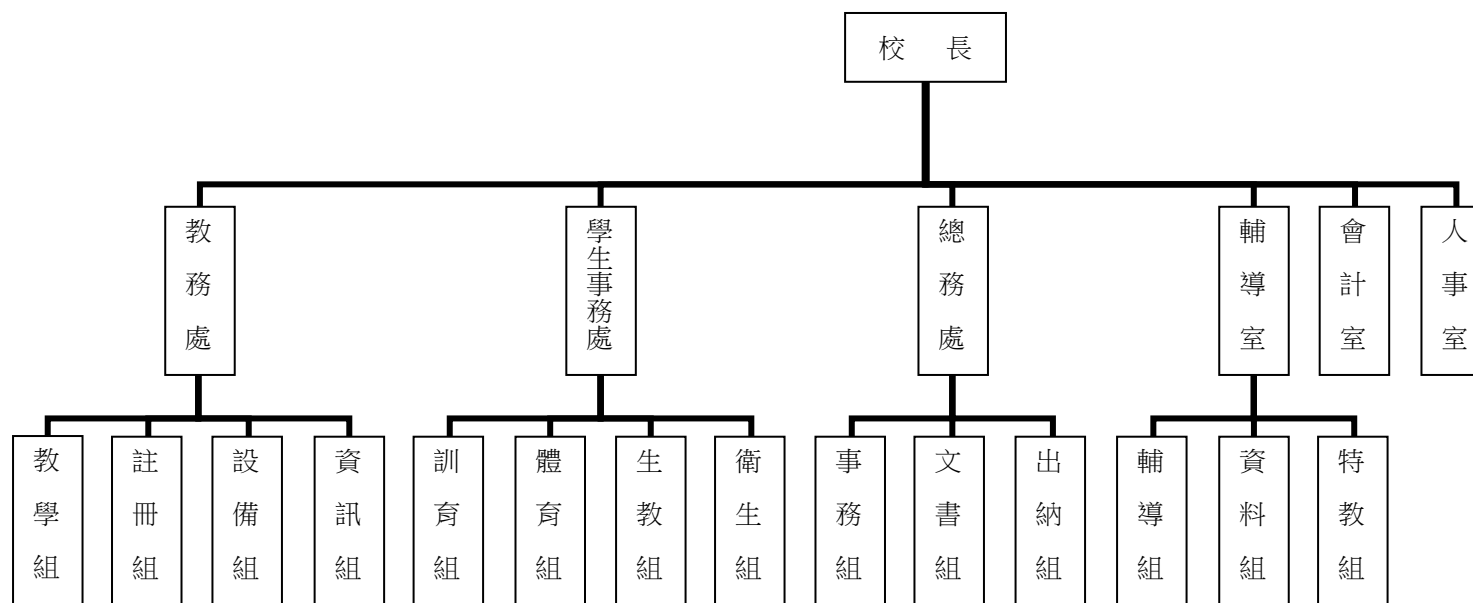 校 長
教務處
學生事務處
總務處
輔導室
會計室
人事室
教學組
註冊組
設備組
資訊組
訓育組
體育組
生教組
衛生組
事務組
文書組
出納組
輔導組
資料組
特教組